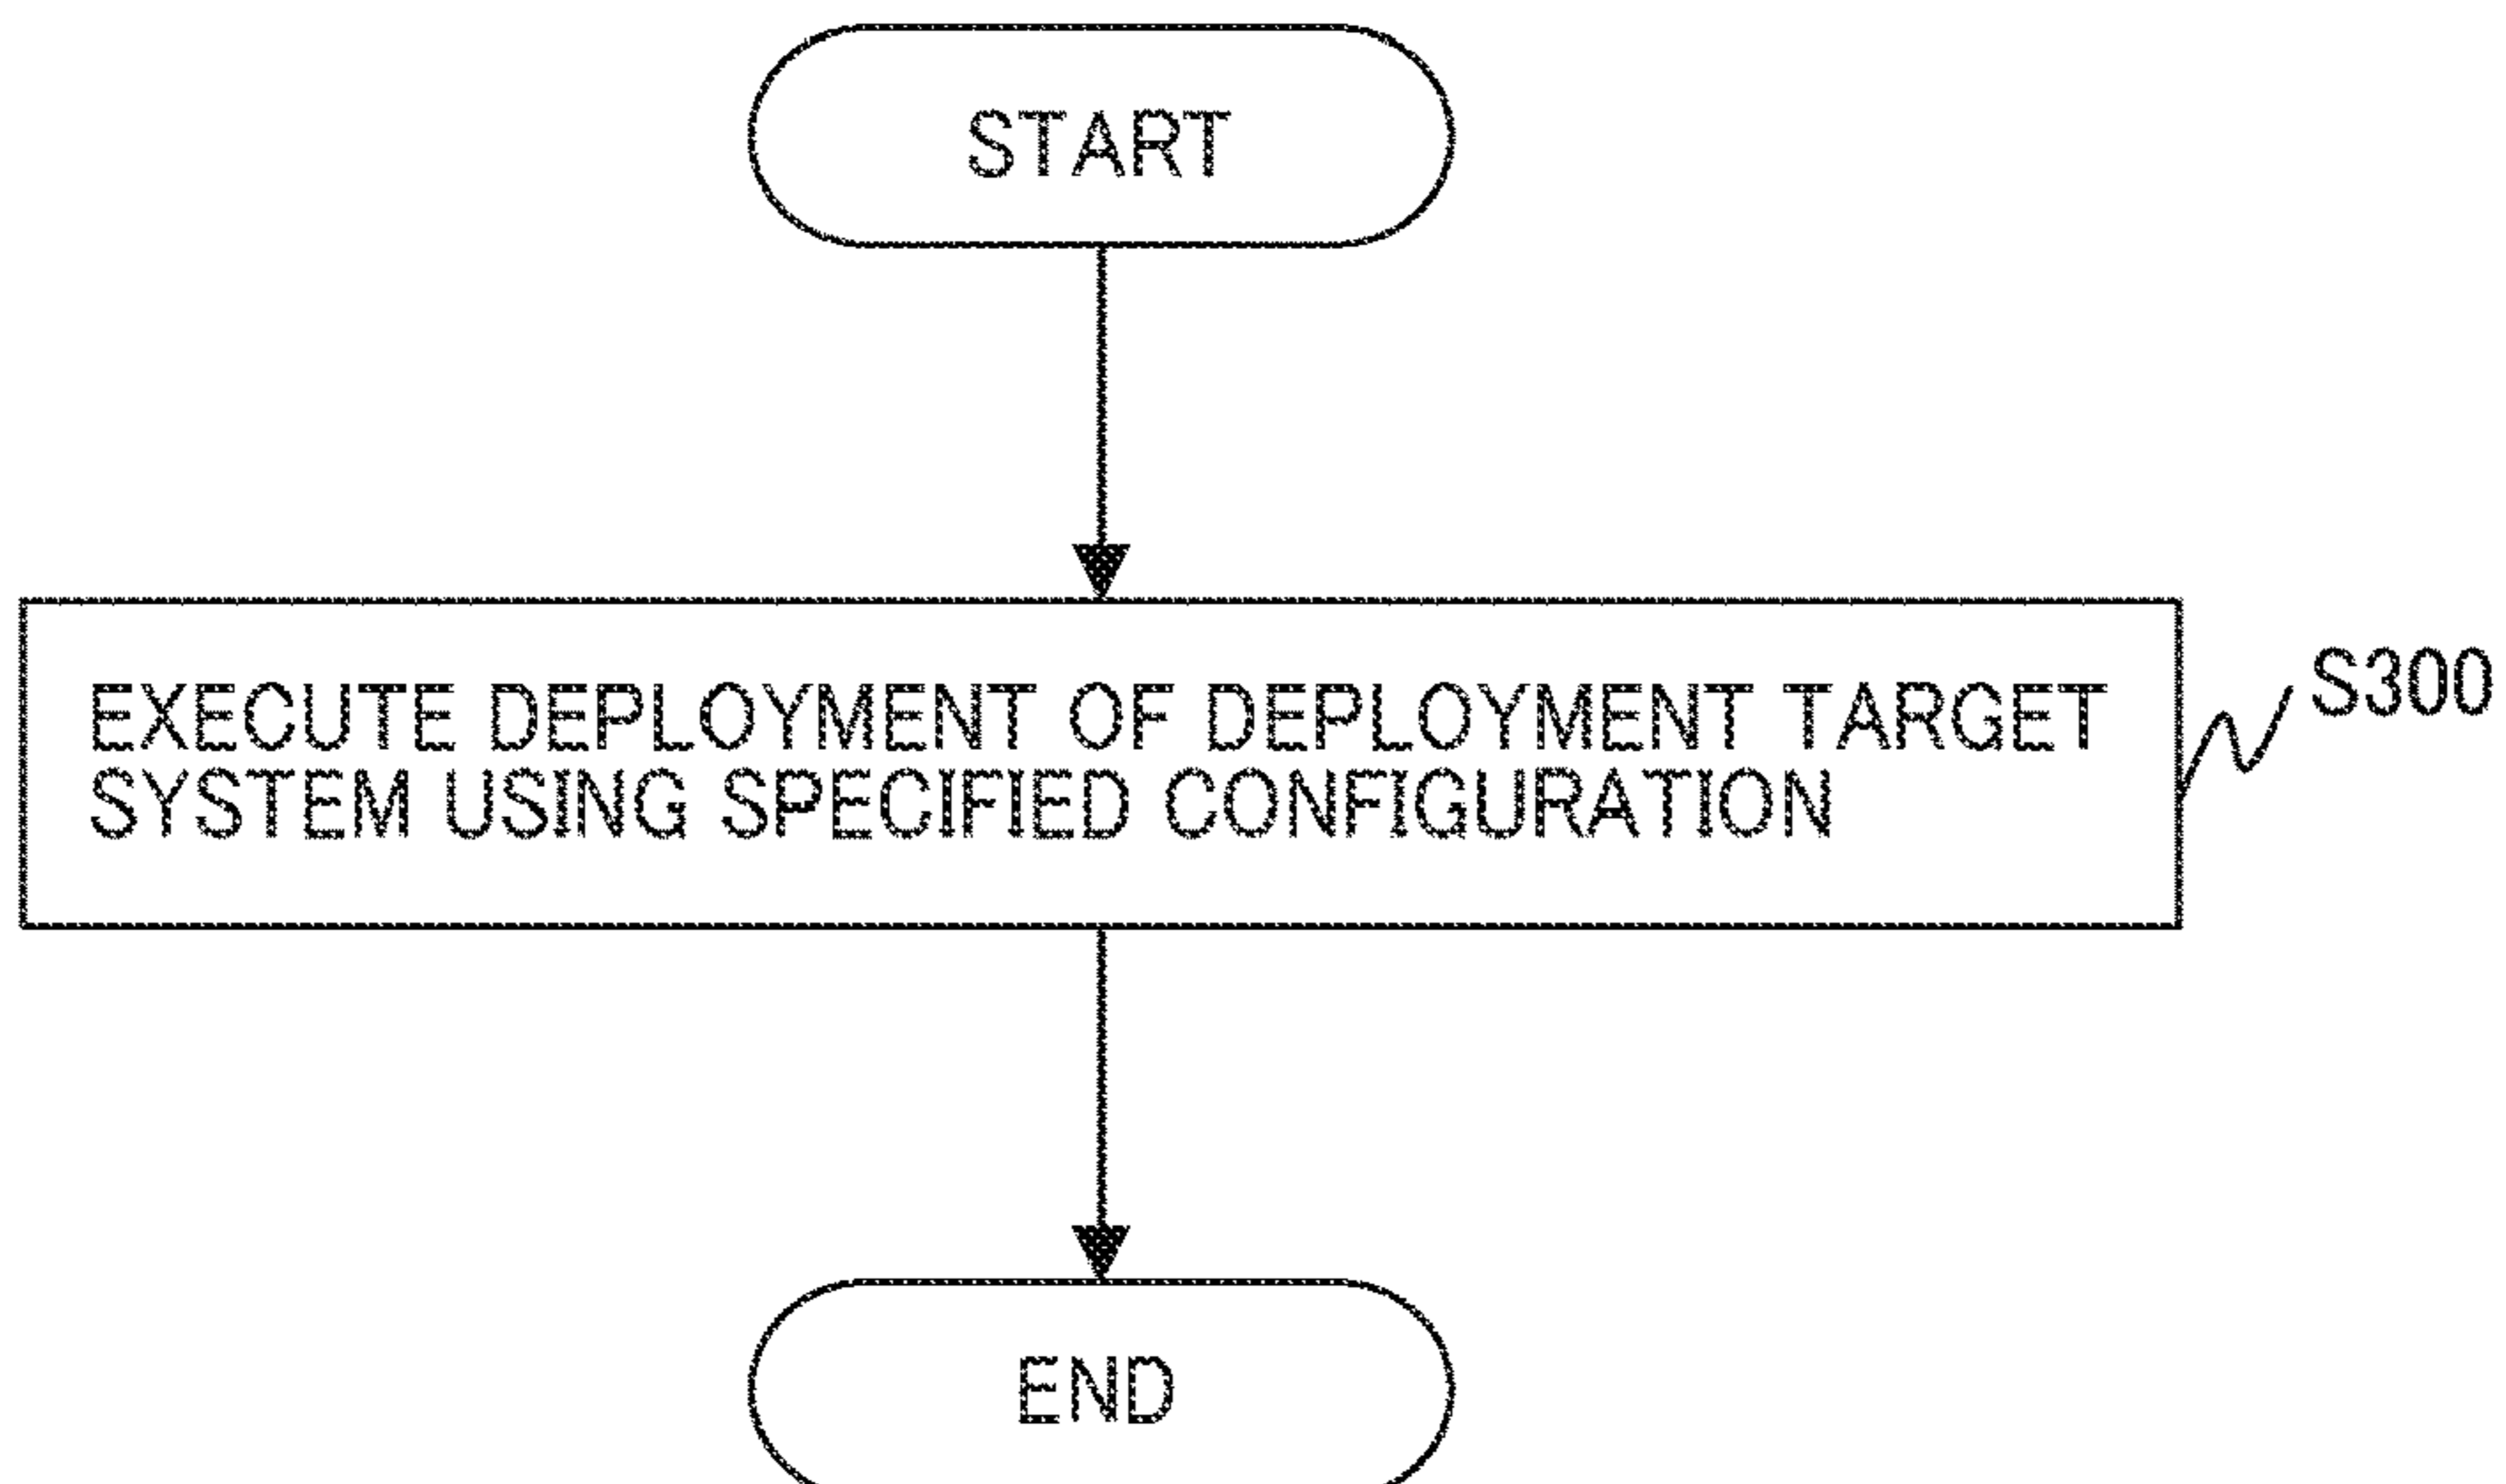 START
EXECUTE DEPLOYMENT OF DEPLOYMENT TARGET
SYSTEM USING SPECIFIED CONFIGURATION
S300
END